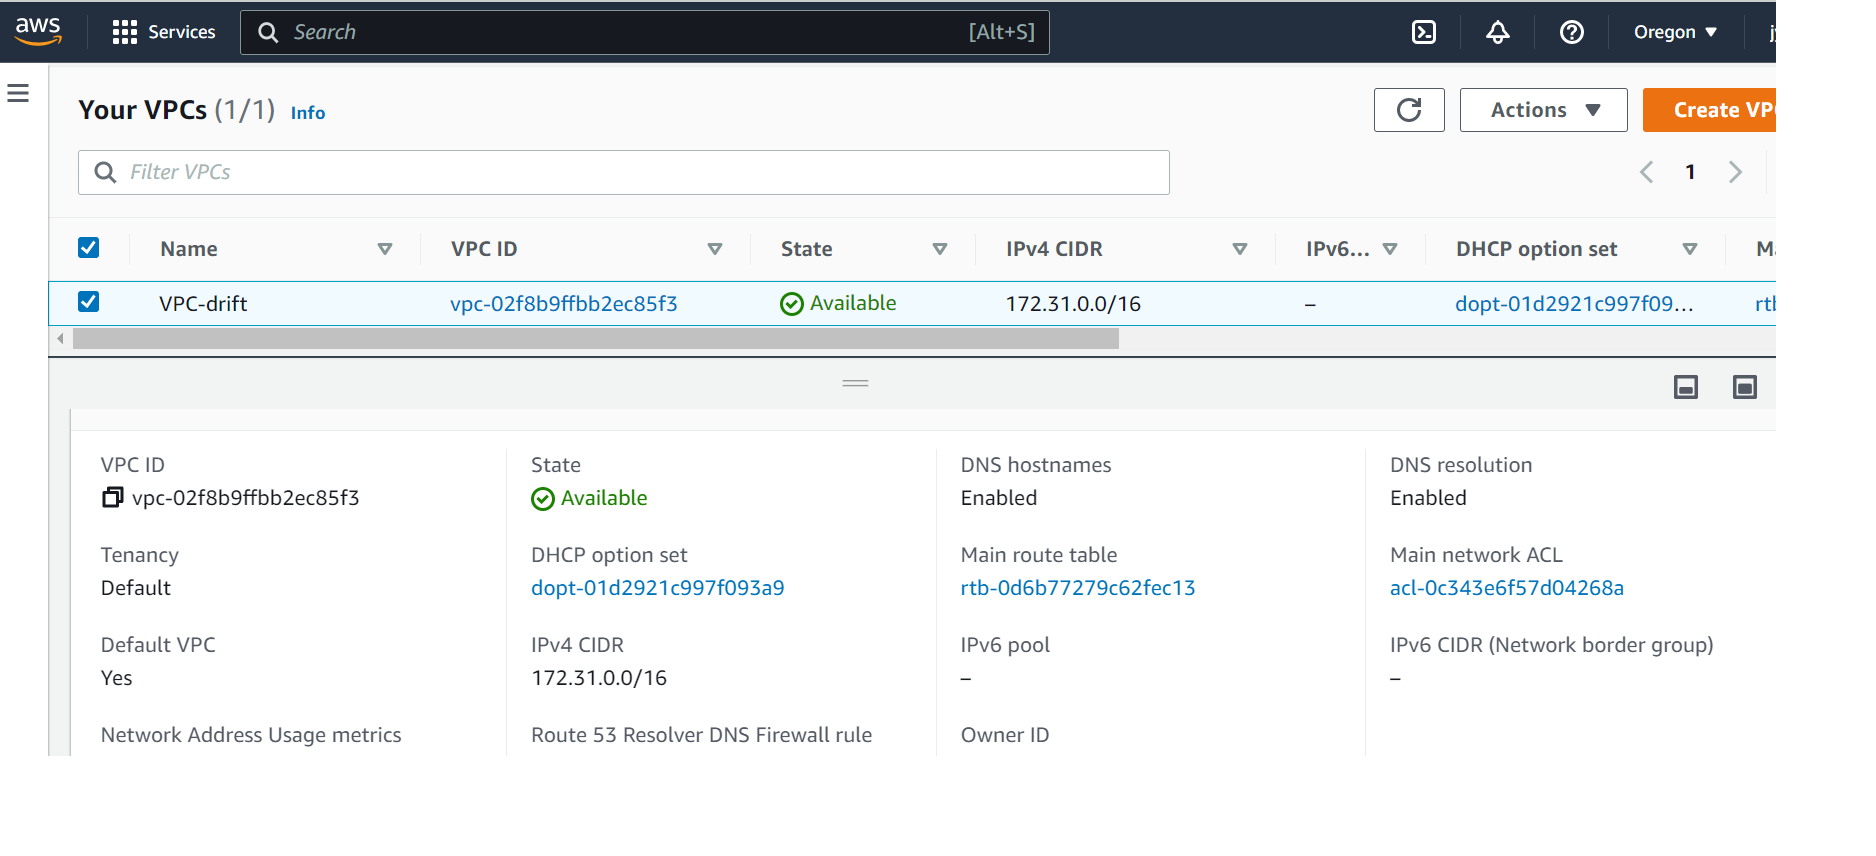 aws Services Search [Alt+S] Oregon
Your VPCs (1/1) Info Actions Create VPC
Filter VPCs 1
Name VPC ID State IPv4 CIDR IPv6... DHCP option set
VPC-drift vpc-02f8b9ffbb2ec85f3 Available 172.31.0.0/16 – dopt-01d2921c997f09...
VPC ID State DNS hostnames DNS resolution
vpc-02f8b9ffbb2ec85f3 Available Enabled Enabled
Tenancy DHCP option set Main route table Main network ACL
Default dopt-01d2921c997f093a9 rtb-0d6b77279c62fec13 acl-0c343e6f57d04268a
Default VPC IPv4 CIDR IPv6 pool IPv6 CIDR (Network border group)
Yes 172.31.0.0/16 – –
Network Address Usage metrics Route 53 Resolver DNS Firewall rule Owner ID